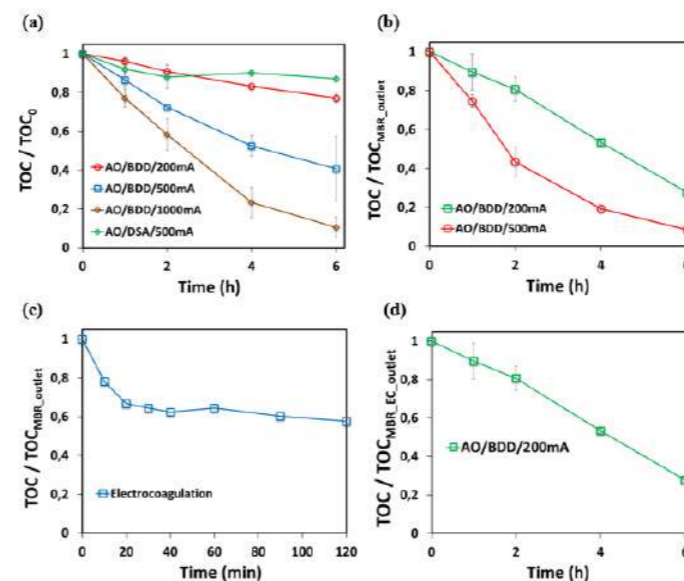 (a)
TOC / TOC0
1
0,8
0,6
0,4
0,2
0
AO/BDD/200mA
AO/BDD/500mA
AO/BDD/1000mA
AO/DSA/500mA
0 2 4 6
Time (h)
(b)
TOC / TOCMBR_outlet
1
0,8
0,6
0,4
0,2
0
AO/BDD/200mA
AO/BDD/500mA
0 2 4 6
Time (h)
(c)
TOC / TOCMBR_outlet
1
0,8
0,6
0,4
0,2
0
Electrocoagulation
0 20 40 60 80 100 120
Time (min)
(d)
TOC / TOCMBR_EC_outlet
1
0,8
0,6
0,4
0,2
0
AO/BDD/200mA
0 2 4 6
Time (h)